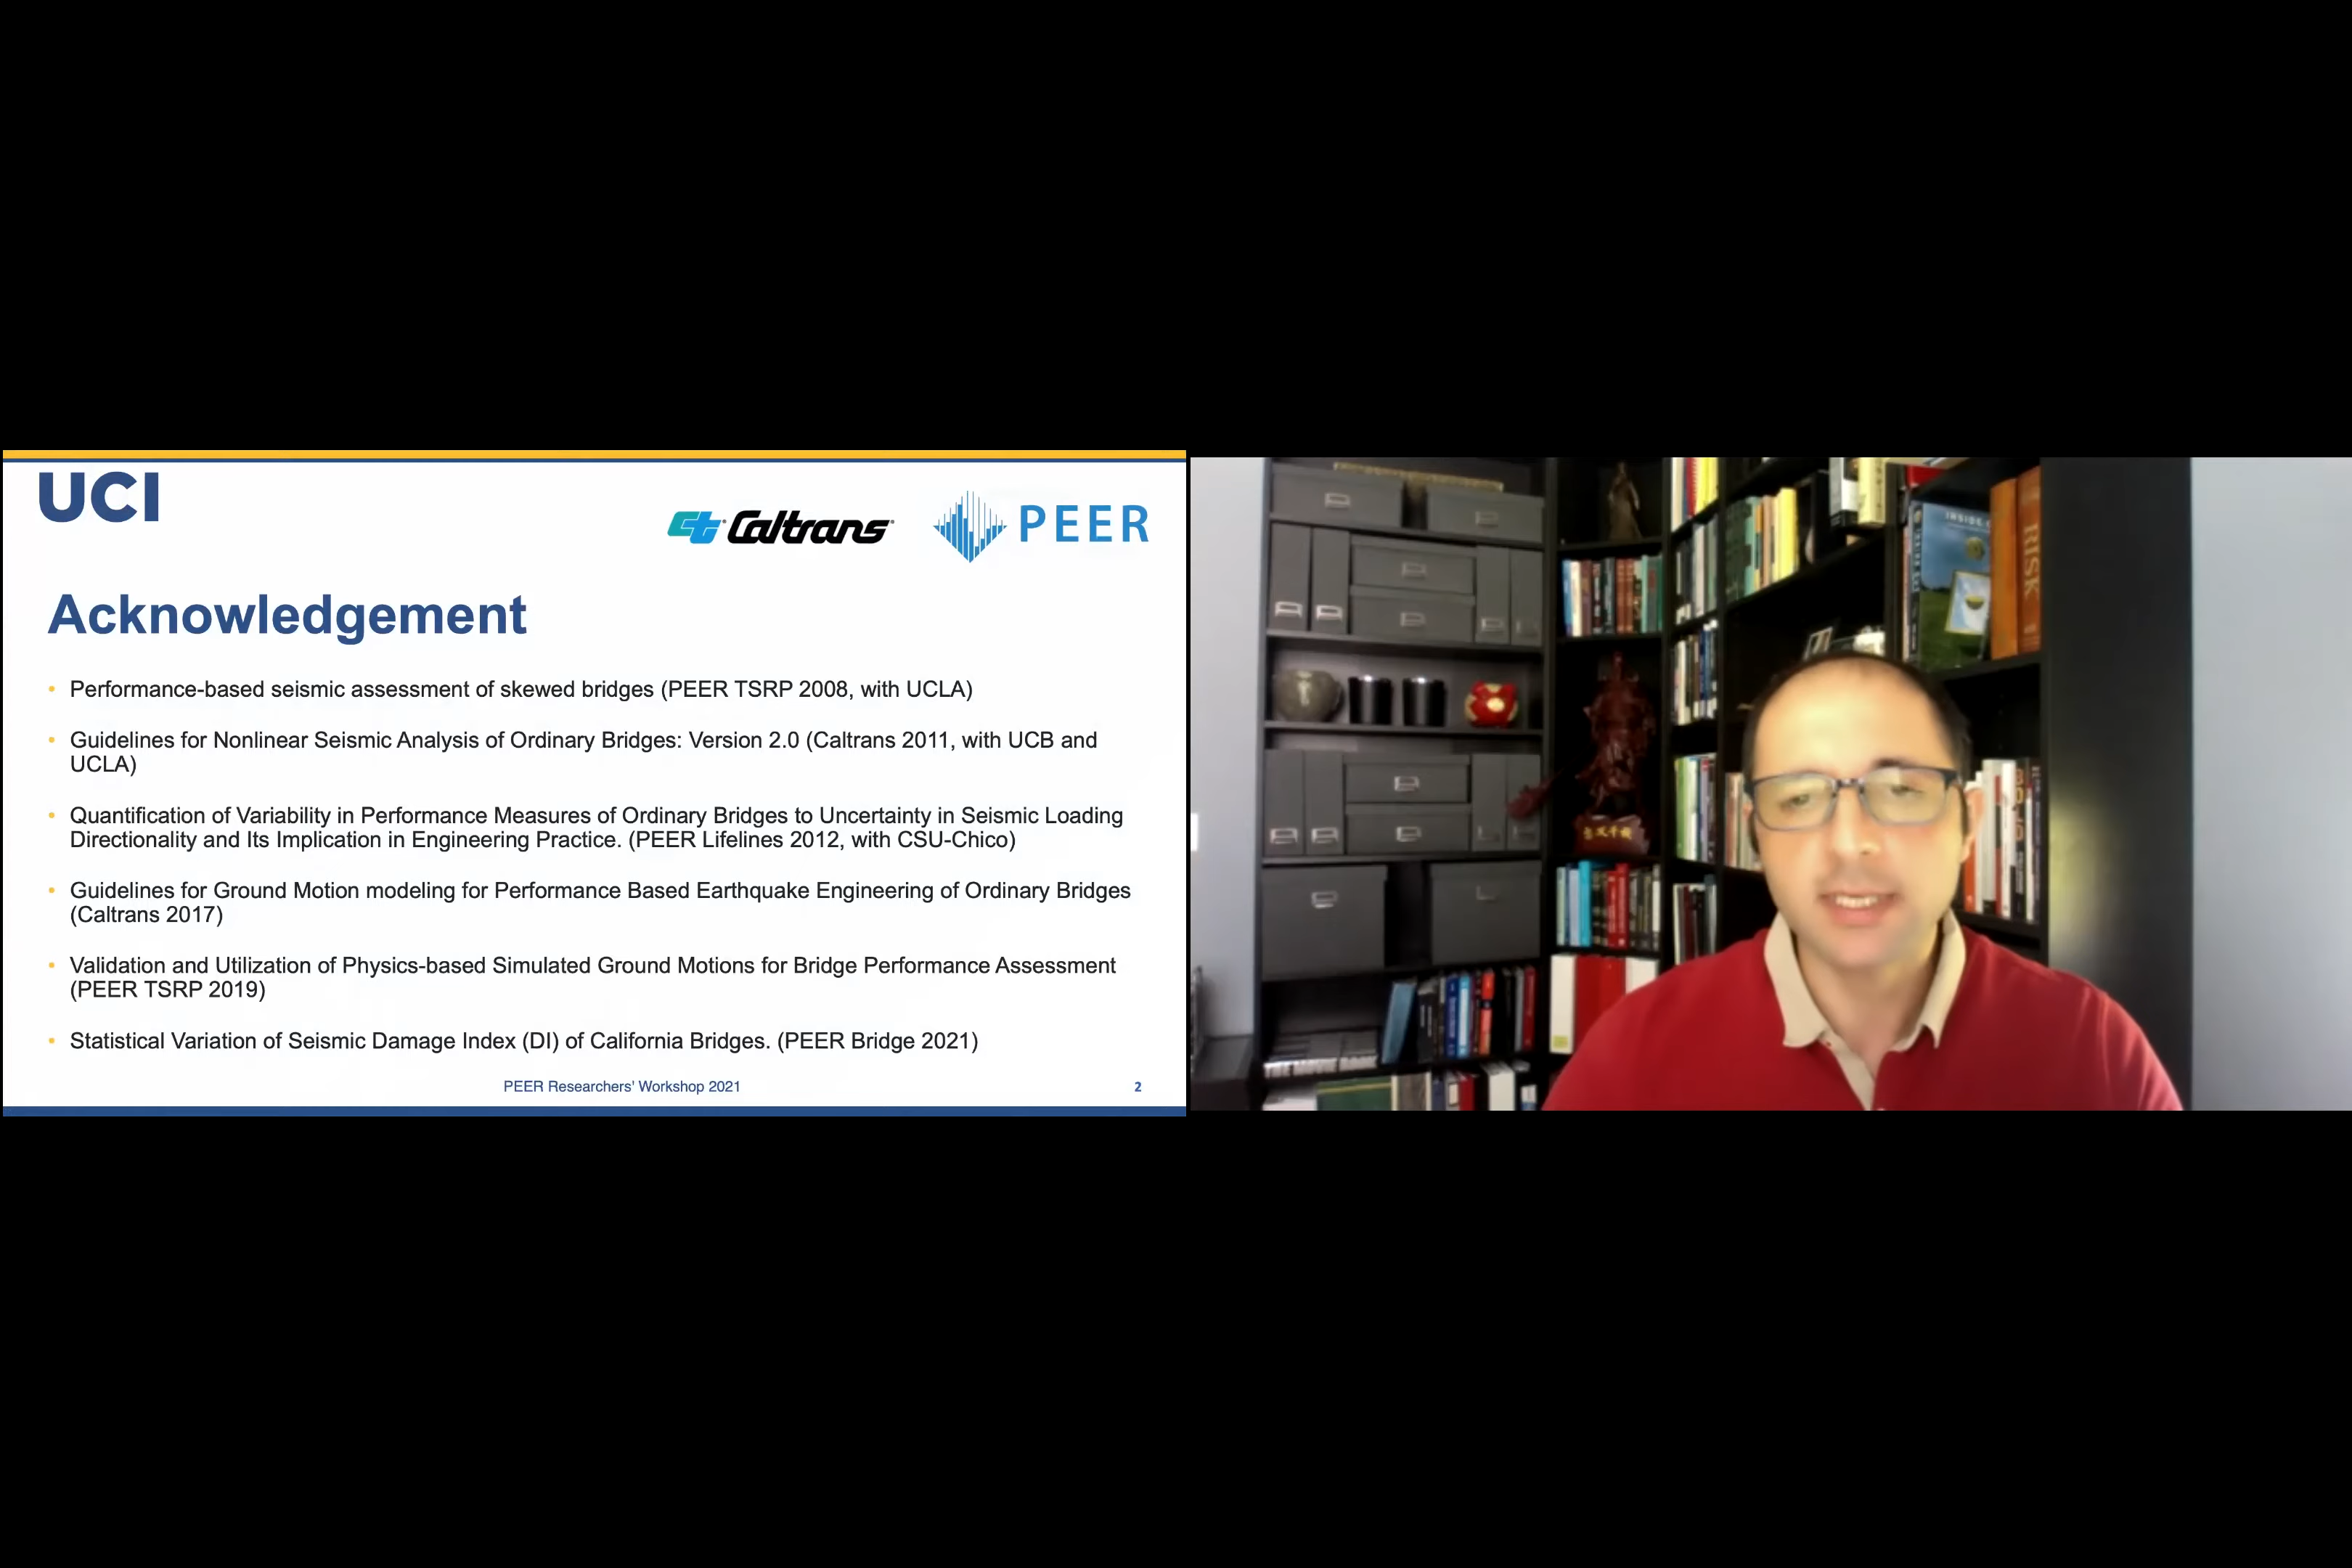 UCI
Caltrans
PEER
Acknowledgement
• Performance-based seismic assessment of skewed bridges (PEER TSRP 2008, with UCLA)
• Guidelines for Nonlinear Seismic Analysis of Ordinary Bridges: Version 2.0 (Caltrans 2011, with UCB and
UCLA)
• Quantification of Variability in Performance Measures of Ordinary Bridges to Uncertainty in Seismic Loading
Directionality and Its Implication in Engineering Practice. (PEER Lifelines 2012, with CSU-Chico)
• Guidelines for Ground Motion modeling for Performance Based Earthquake Engineering of Ordinary Bridges
(Caltrans 2017)
• Validation and Utilization of Physics-based Simulated Ground Motions for Bridge Performance Assessment
(PEER TSRP 2019)
• Statistical Variation of Seismic Damage Index (DI) of California Bridges. (PEER Bridge 2021)
PEER Researchers' Workshop 2021
2
INSIDE
RISK